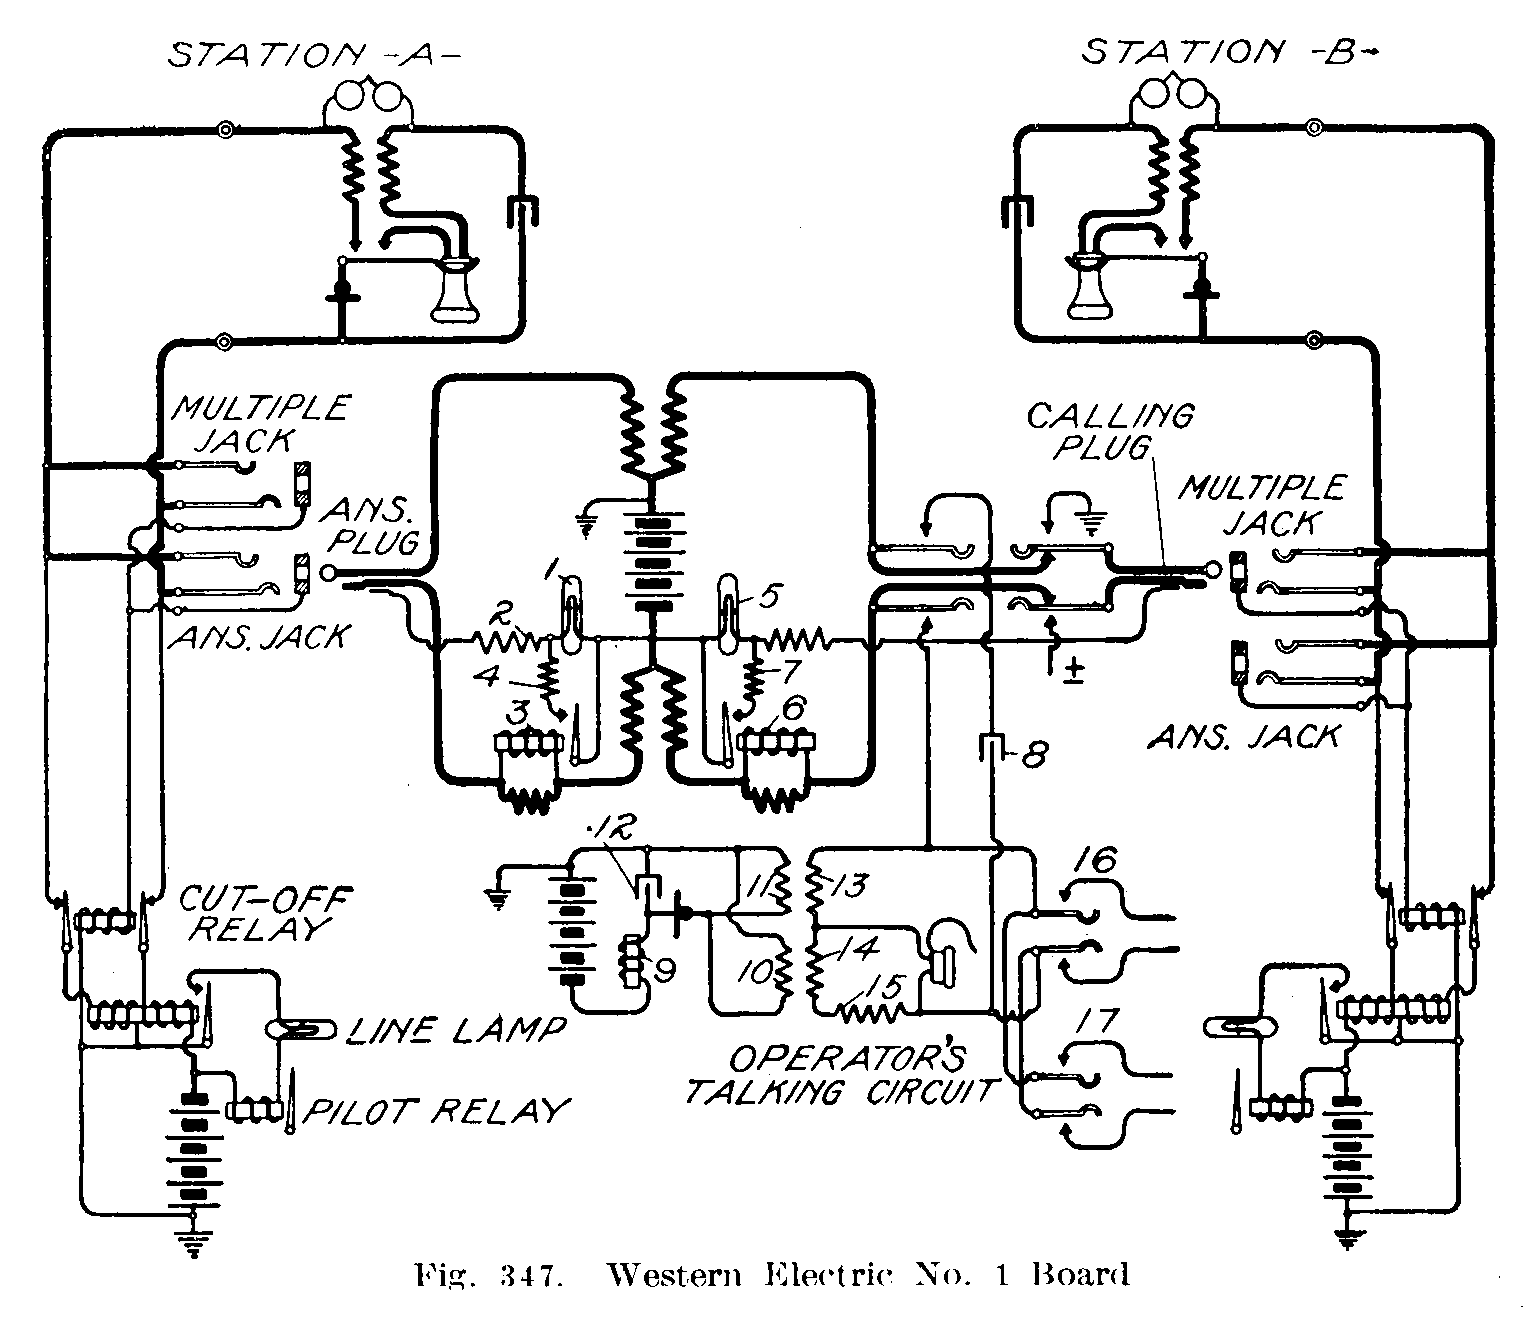 STATION -A-
STATION -B-
MULTIPLE
JACK
ANS.
PLUG
ANS. JACK
CALLING
PLUG
MULTIPLE
JACK
ANS. JACK
1
2
3
4
5
6
7
8
CUT-OFF
RELAY
LINE LAMP
PILOT RELAY
12
9
11
10
13
14
15
16
17
±
OPERATOR'S
TALKING CIRCUIT
Fig. 347. Western Electric No. 1 Board